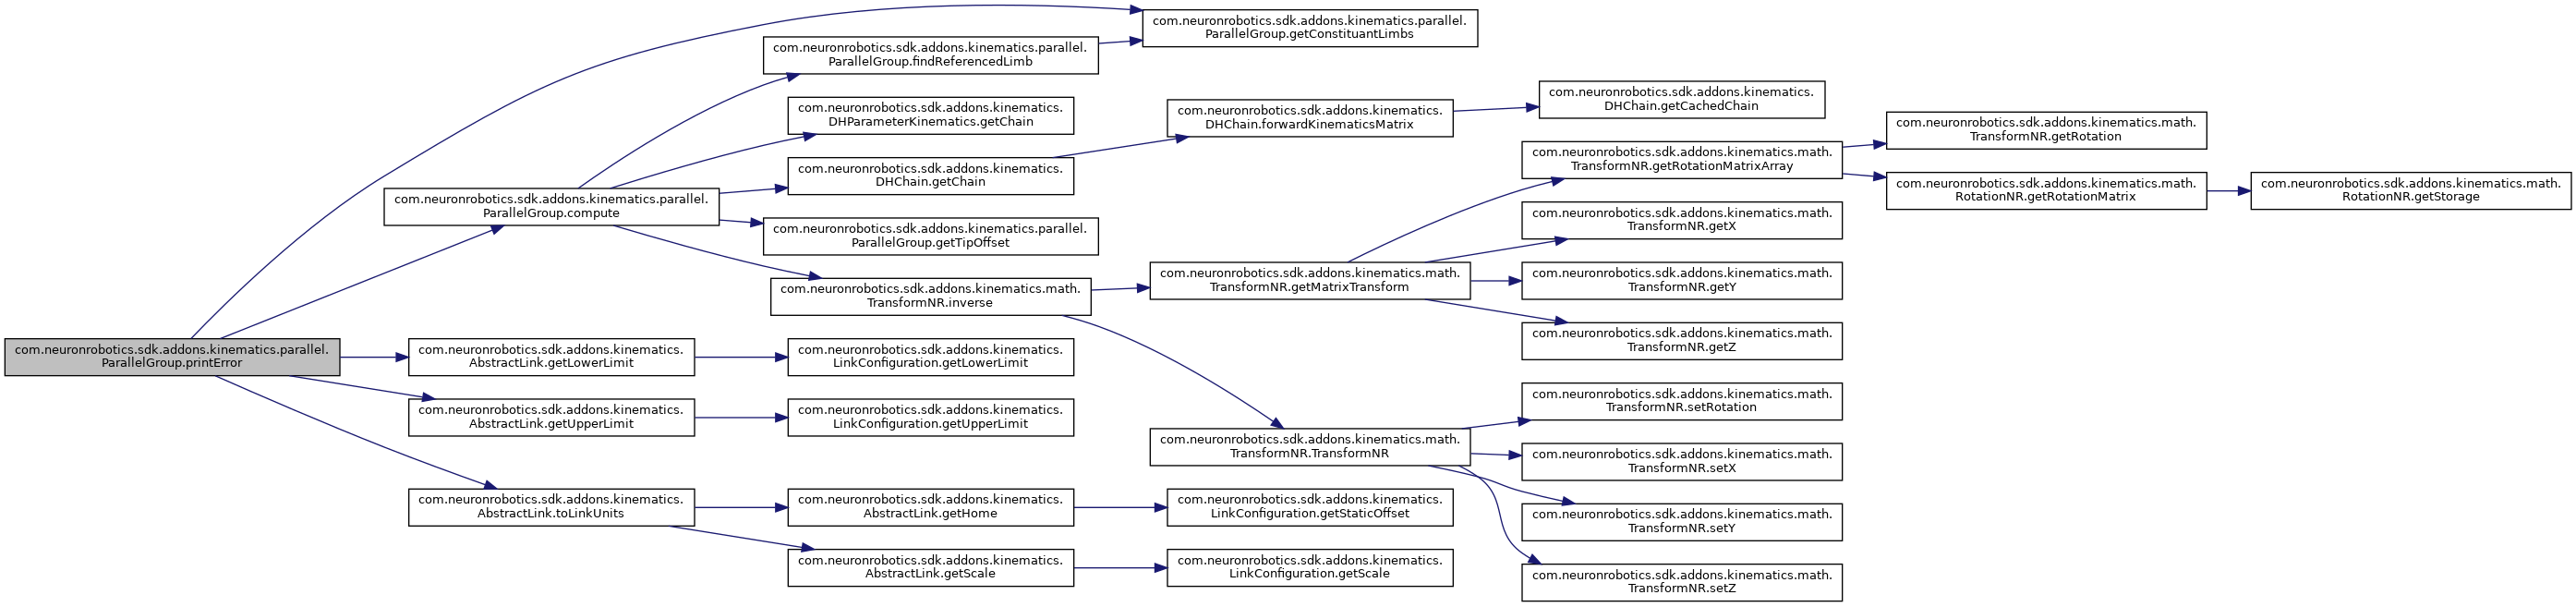 com.neuronrobotics.sdk.addons.kinematics.parallel.
ParallelGroup.printError
com.neuronrobotics.sdk.addons.kinematics.parallel.
ParallelGroup.compute
com.neuronrobotics.sdk.addons.kinematics.
AbstractLink.getLowerLimit
com.neuronrobotics.sdk.addons.kinematics.
AbstractLink.getUpperLimit
com.neuronrobotics.sdk.addons.kinematics.
AbstractLink.toLinkUnits
com.neuronrobotics.sdk.addons.kinematics.parallel.
ParallelGroup.findReferencedLimb
com.neuronrobotics.sdk.addons.kinematics.
DHParameterKinematics.getChain
com.neuronrobotics.sdk.addons.kinematics.
DHChain.getChain
com.neuronrobotics.sdk.addons.kinematics.parallel.
ParallelGroup.getTipOffset
com.neuronrobotics.sdk.addons.kinematics.math.
TransformNR.inverse
com.neuronrobotics.sdk.addons.kinematics.
LinkConfiguration.getLowerLimit
com.neuronrobotics.sdk.addons.kinematics.
LinkConfiguration.getUpperLimit
com.neuronrobotics.sdk.addons.kinematics.
AbstractLink.getHome
com.neuronrobotics.sdk.addons.kinematics.
AbstractLink.getScale
com.neuronrobotics.sdk.addons.kinematics.parallel.
ParallelGroup.getConstituantLimbs
com.neuronrobotics.sdk.addons.kinematics.
DHChain.forwardKinematicsMatrix
com.neuronrobotics.sdk.addons.kinematics.math.
TransformNR.getMatrixTransform
com.neuronrobotics.sdk.addons.kinematics.math.
TransformNR.TransformNR
com.neuronrobotics.sdk.addons.kinematics.
LinkConfiguration.getStaticOffset
com.neuronrobotics.sdk.addons.kinematics.
LinkConfiguration.getScale
com.neuronrobotics.sdk.addons.kinematics.
DHChain.getCachedChain
com.neuronrobotics.sdk.addons.kinematics.math.
TransformNR.getRotationMatrixArray
com.neuronrobotics.sdk.addons.kinematics.math.
TransformNR.getX
com.neuronrobotics.sdk.addons.kinematics.math.
TransformNR.getY
com.neuronrobotics.sdk.addons.kinematics.math.
TransformNR.getZ
com.neuronrobotics.sdk.addons.kinematics.math.
TransformNR.setRotation
com.neuronrobotics.sdk.addons.kinematics.math.
TransformNR.setX
com.neuronrobotics.sdk.addons.kinematics.math.
TransformNR.setY
com.neuronrobotics.sdk.addons.kinematics.math.
TransformNR.setZ
com.neuronrobotics.sdk.addons.kinematics.math.
TransformNR.getRotation
com.neuronrobotics.sdk.addons.kinematics.math.
RotationNR.getRotationMatrix
com.neuronrobotics.sdk.addons.kinematics.math.
RotationNR.getStorage